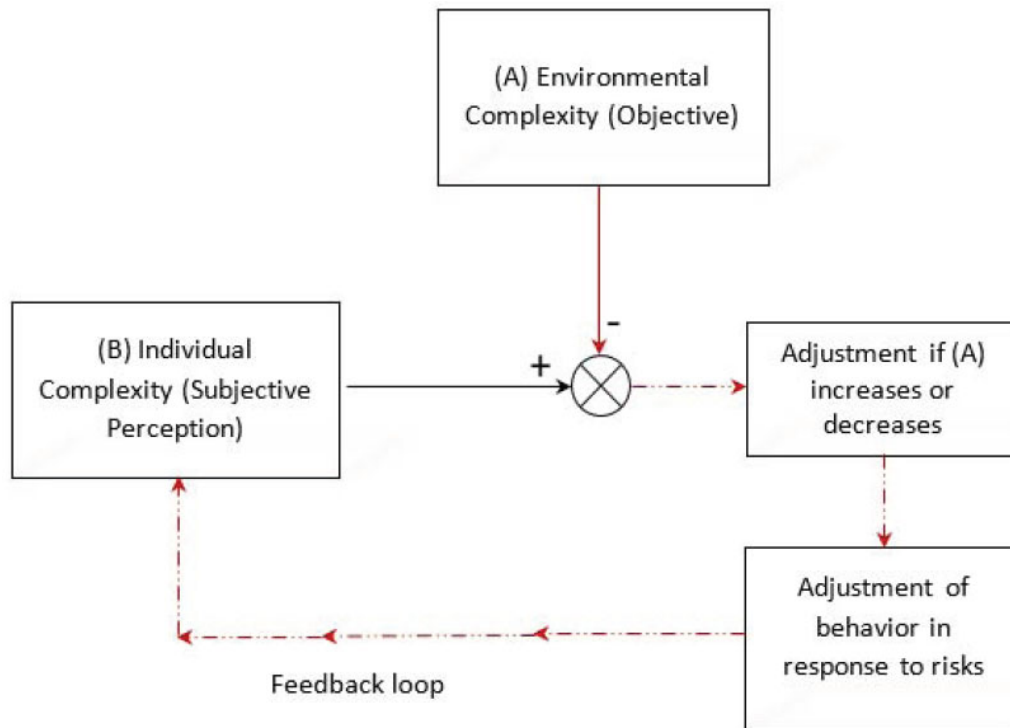 (A) Environmental
Complexity (Objective)
-
(B) Individual
Complexity (Subjective
Perception)
+
Adjustment if (A)
increases or
decreases
Adjustment of
behavior in
response to risks
Feedback loop